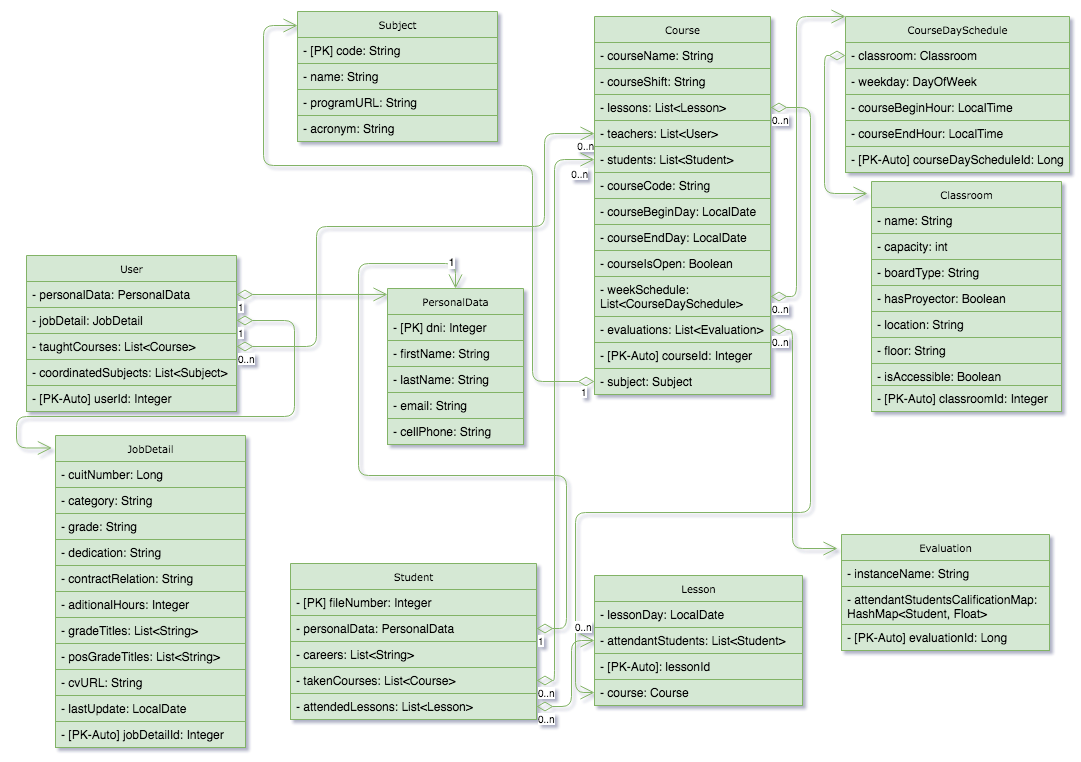 Subject
- [PK] code: String
- name: String
- programURL: String
- acronym: String
Course
- courseName: String
- courseShift: String
- lessons: List<Lesson>
- teachers: List<User>
- students: List<Student>
- courseCode: String
- courseBeginDay: LocalDate
- courseEndDay: LocalDate
- courseIsOpen: Boolean
- weekSchedule:
List<CourseDaySchedule>
- evaluations: List<Evaluation>
- [PK-Auto] courseId: Integer
- subject: Subject
0..n
0..n
0..n
0..n
0..n
1
CourseDaySchedule
- classroom: Classroom
- weekday: DayOfWeek
- courseBeginHour: LocalTime
- courseEndHour: LocalTime
- [PK-Auto] courseDayScheduleId: Long
Classroom
- name: String
- capacity: int
- boardType: String
- hasProyector: Boolean
- location: String
- floor: String
- isAccessible: Boolean
- [PK-Auto] classroomId: Integer
User
- personalData: PersonalData
- jobDetail: JobDetail
- taughtCourses: List<Course>
- coordinatedSubjects: List<Subject>
- [PK-Auto] userId: Integer
1
1
0..n
1
PersonalData
- [PK] dni: Integer
- firstName: String
- lastName: String
- email: String
- cellPhone: String
JobDetail
- cuitNumber: Long
- category: String
- grade: String
- dedication: String
- contractRelation: String
- aditionalHours: Integer
- gradeTitles: List<String>
- posGradeTitles: List<String>
- cvURL: String
- lastUpdate: LocalDate
- [PK-Auto] jobDetailId: Integer
Student
- [PK] fileNumber: Integer
- personalData: PersonalData
- careers: List<String>
- takenCourses: List<Course>
- attendedLessons: List<Lesson>
1
0..n
0..n
0..n
Lesson
- lessonDay: LocalDate
- attendantStudents: List<Student>
- [PK-Auto]: lessonId
- course: Course
Evaluation
- instanceName: String
- attendantStudentsCalificationMap:
HashMap<Student, Float>
- [PK-Auto] evaluationId: Long